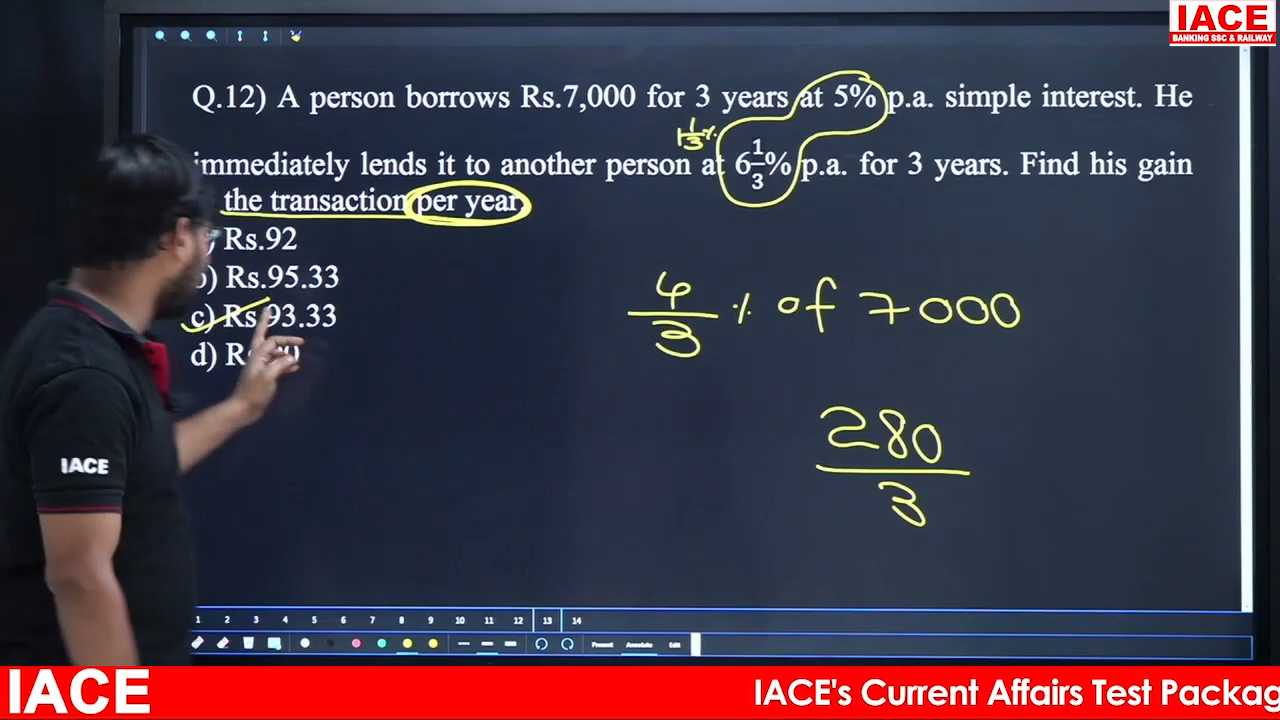 IACE
BANKING SSC & RAILWAY
Q.12) A person borrows Rs.7,000 for 3 years at 5% p.a. simple interest. He
1 1/3 %
immediately lends it to another person at 6 1/3% p.a. for 3 years. Find his gain
the transaction per year.
) Rs.92
b) Rs.95.33
c) Rs.93.33
d)
4/3 % of 7000
280/3
IACE
1 2 3 4 5 6 7 8 9 10 11 12 13 14
Present Annotate Edit
IACE
IACE's Current Affairs Test Packag